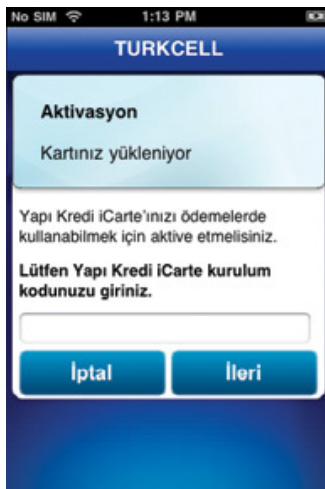 No SIM 1:13 PM
TURKCELL
Aktivasyon
Kartınız yükleniyor
Yapı Kredi iCarte'ınızı ödemelerde
kullanabilmek için aktive etmelisiniz.
Lütfen Yapı Kredi iCarte kurulum
kodunuzu giriniz.
İptal İleri